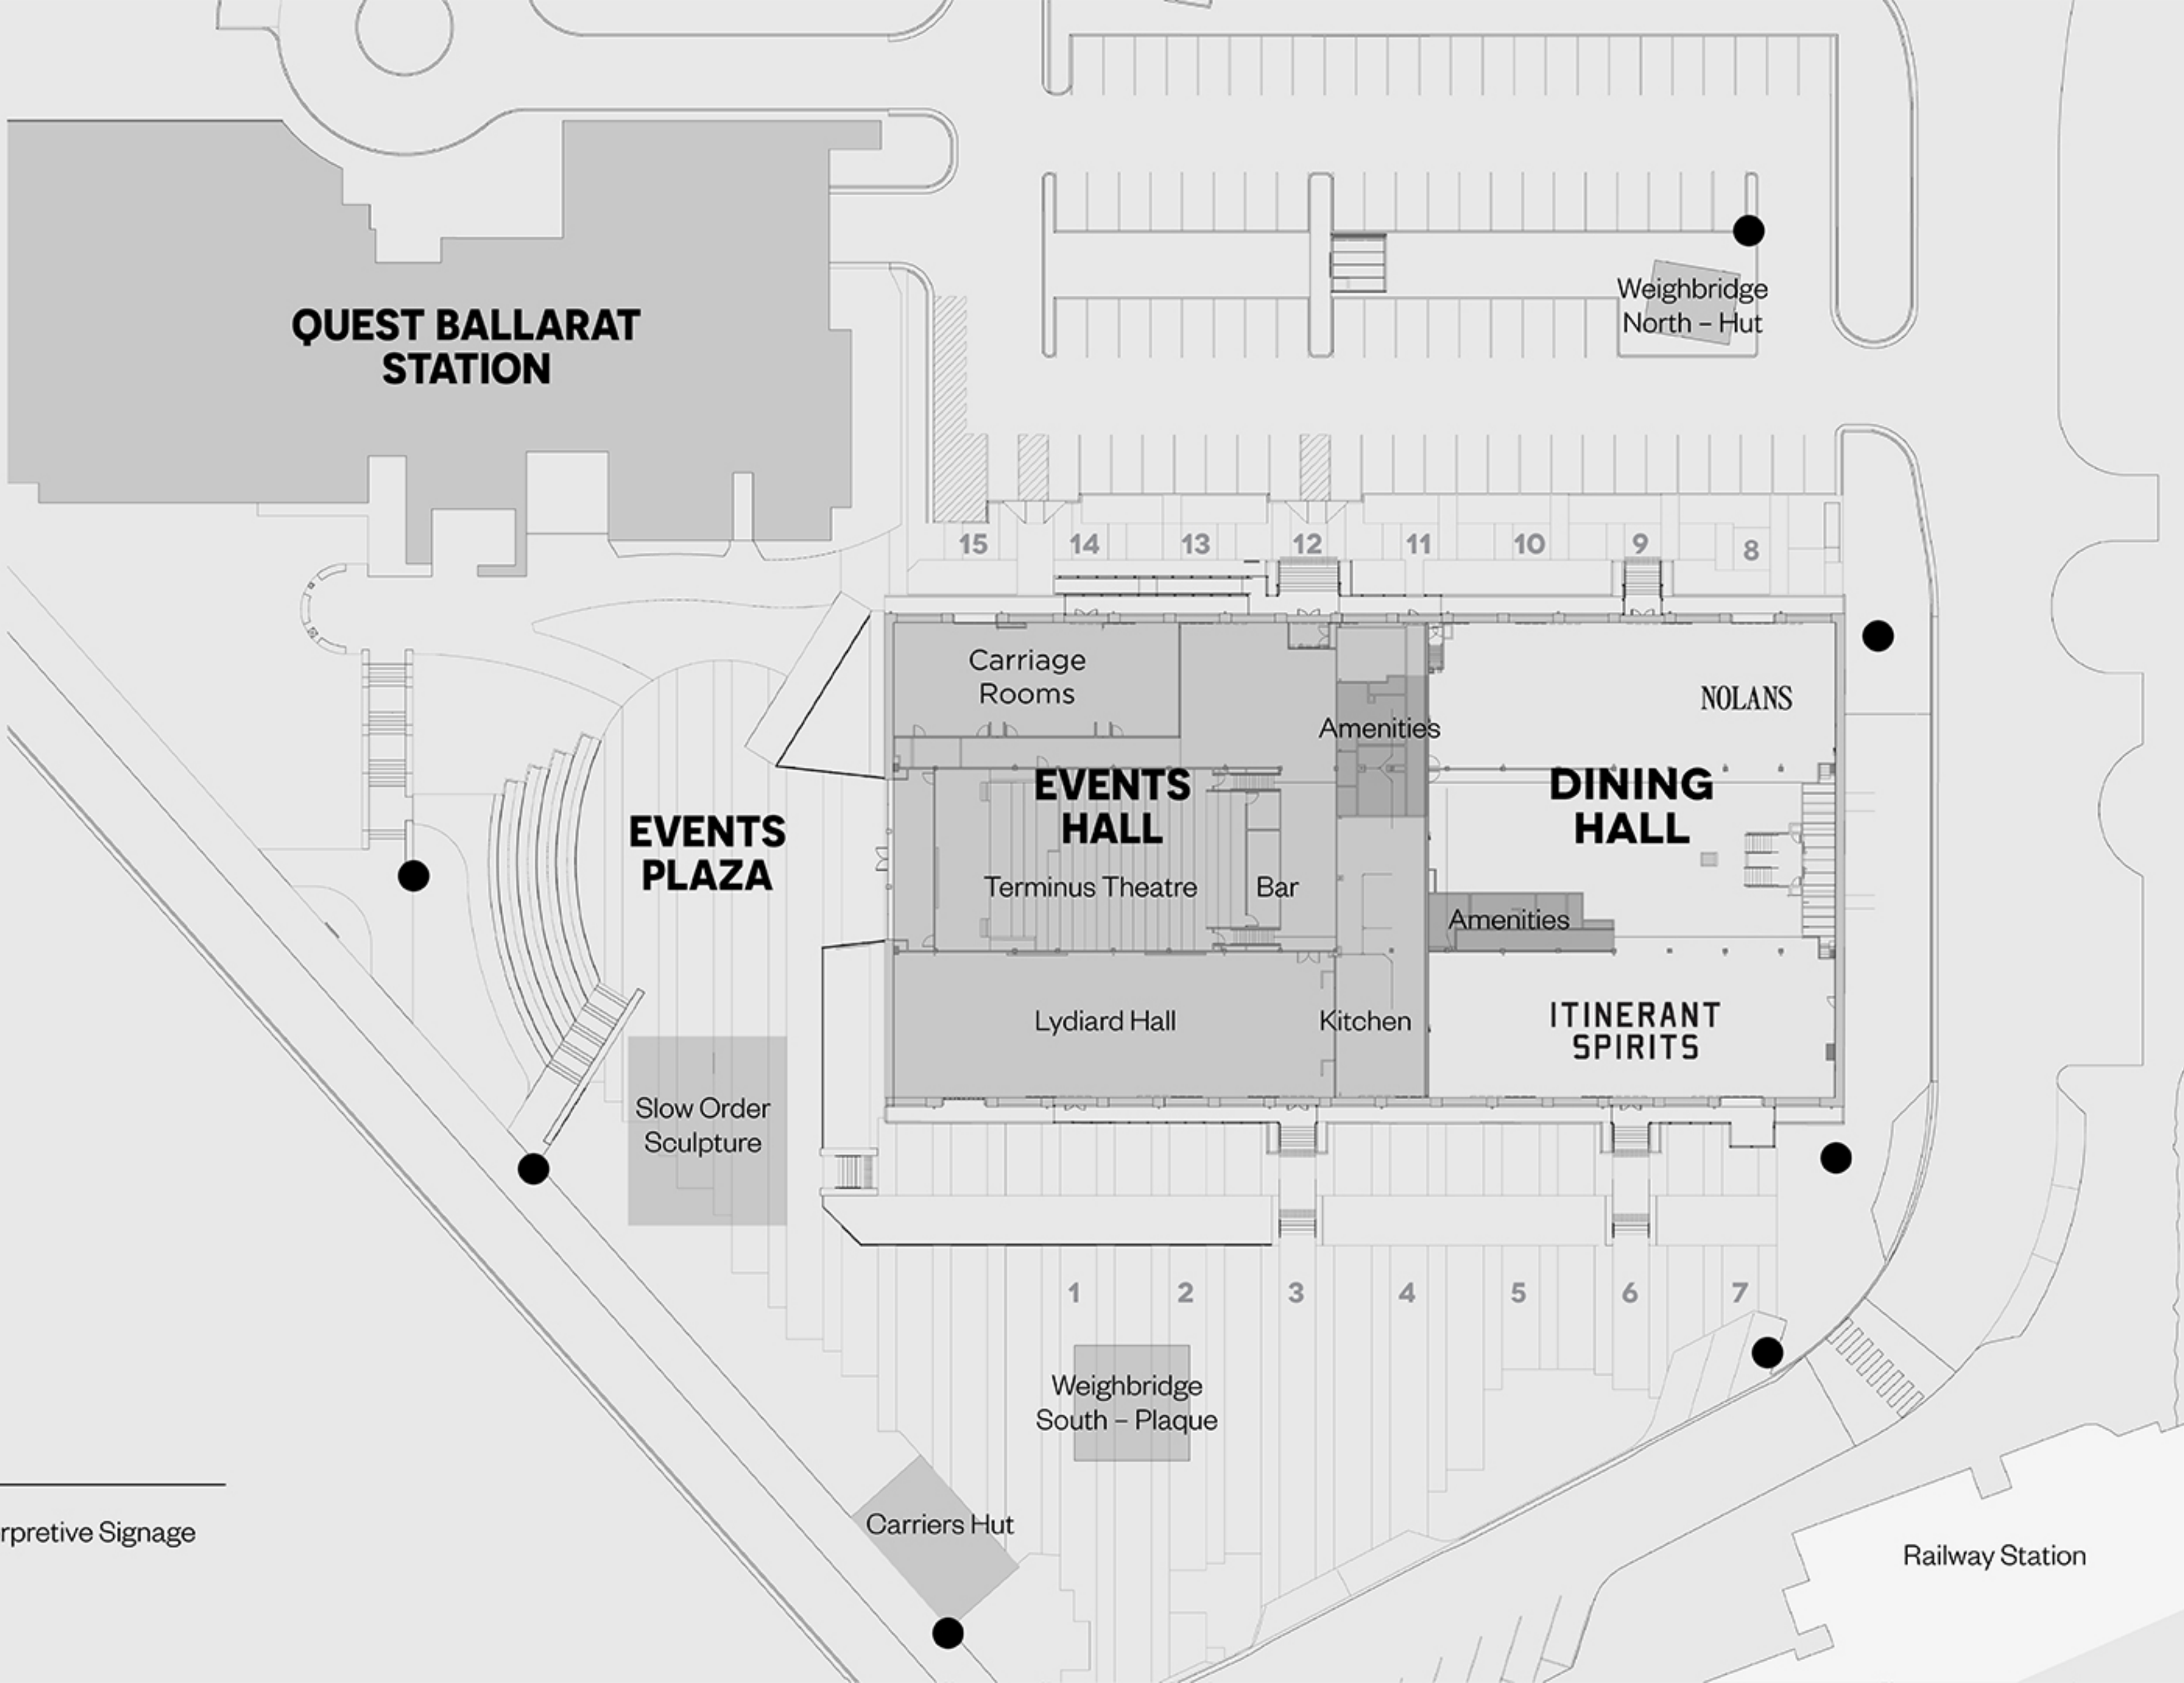 Weighbridge
North – Hut
QUEST BALLARAT
STATION
15 14 13 12 11 10 9 8
Carriage
Rooms
NOLANS
Amenities
EVENTS
HALL
DINING
HALL
EVENTS
PLAZA
Terminus Theatre
Bar
Amenities
Lydiard Hall
Kitchen
ITINERANT
SPIRITS
Slow Order
Sculpture
1 2 3 4 5 6 7
Weighbridge
South – Plaque
Carriers Hut
rpretive Signage
Railway Station